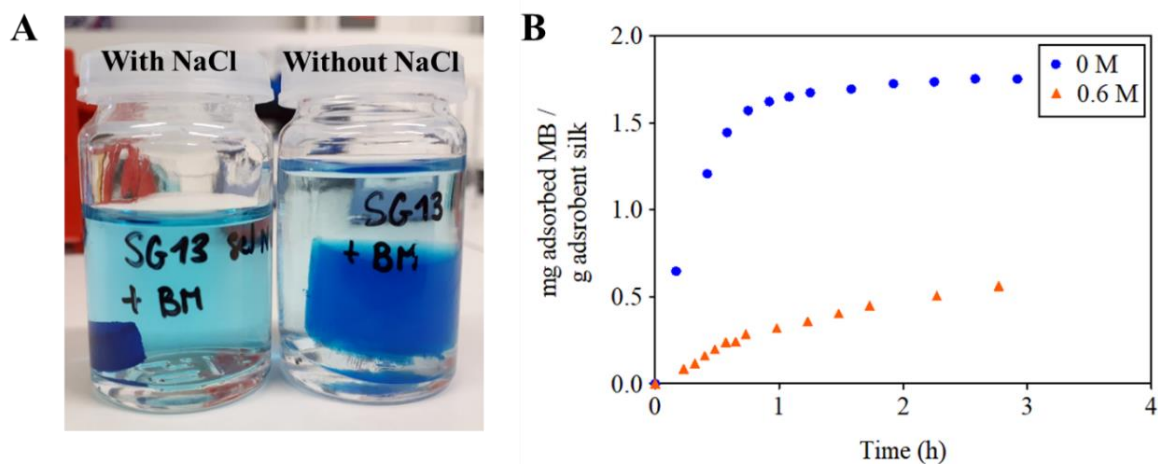 A
With NaCl
Without NaCl
SG13 gel N
+ BM
SG13
+ BM
B
mg adsorbed MB /
g adsrobent silk
2.0
1.5
1.0
0.5
0.0
0
1
2
3
4
Time (h)
0 M
0.6 M